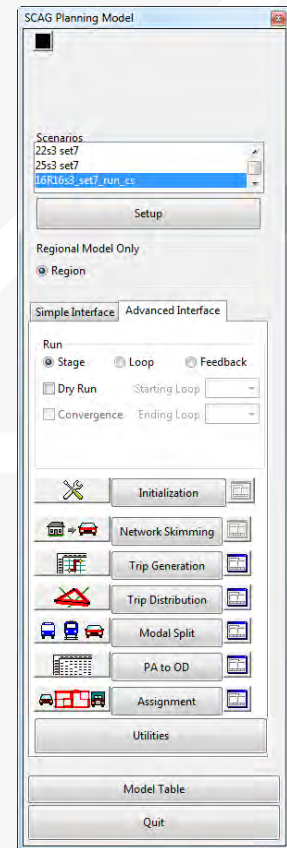 SCAG Planning Model
Scenarios
22s3 set7
25s3 set7
16R16s3_set7_run_cs
Setup
Regional Model Only
Region
Simple Interface Advanced Interface
Run
Stage Loop Feedback
Dry Run Starting Loop
Convergence Ending Loop
Initialization
Network Skimming
Trip Generation
Trip Distribution
Modal Split
PA to OD
Assignment
Utilities
Model Table
Quit